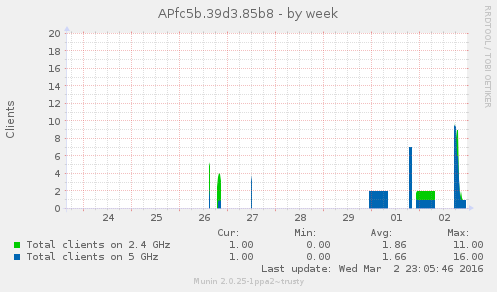 APfc5b.39d3.85b8 - by week
RRDTOOL / TOBI OETIKER
Clients
20
18
16
14
12
10
8
6
4
2
0
24 25 26 27 28 29 01 02
Cur: Min: Avg: Max:
Total clients on 2.4 GHz 1.00 0.00 1.86 11.00
Total clients on 5 GHz 1.00 0.00 1.66 16.00
Last update: Wed Mar 2 23:05:46 2016
Munin 2.0.25-1ppa2~trusty